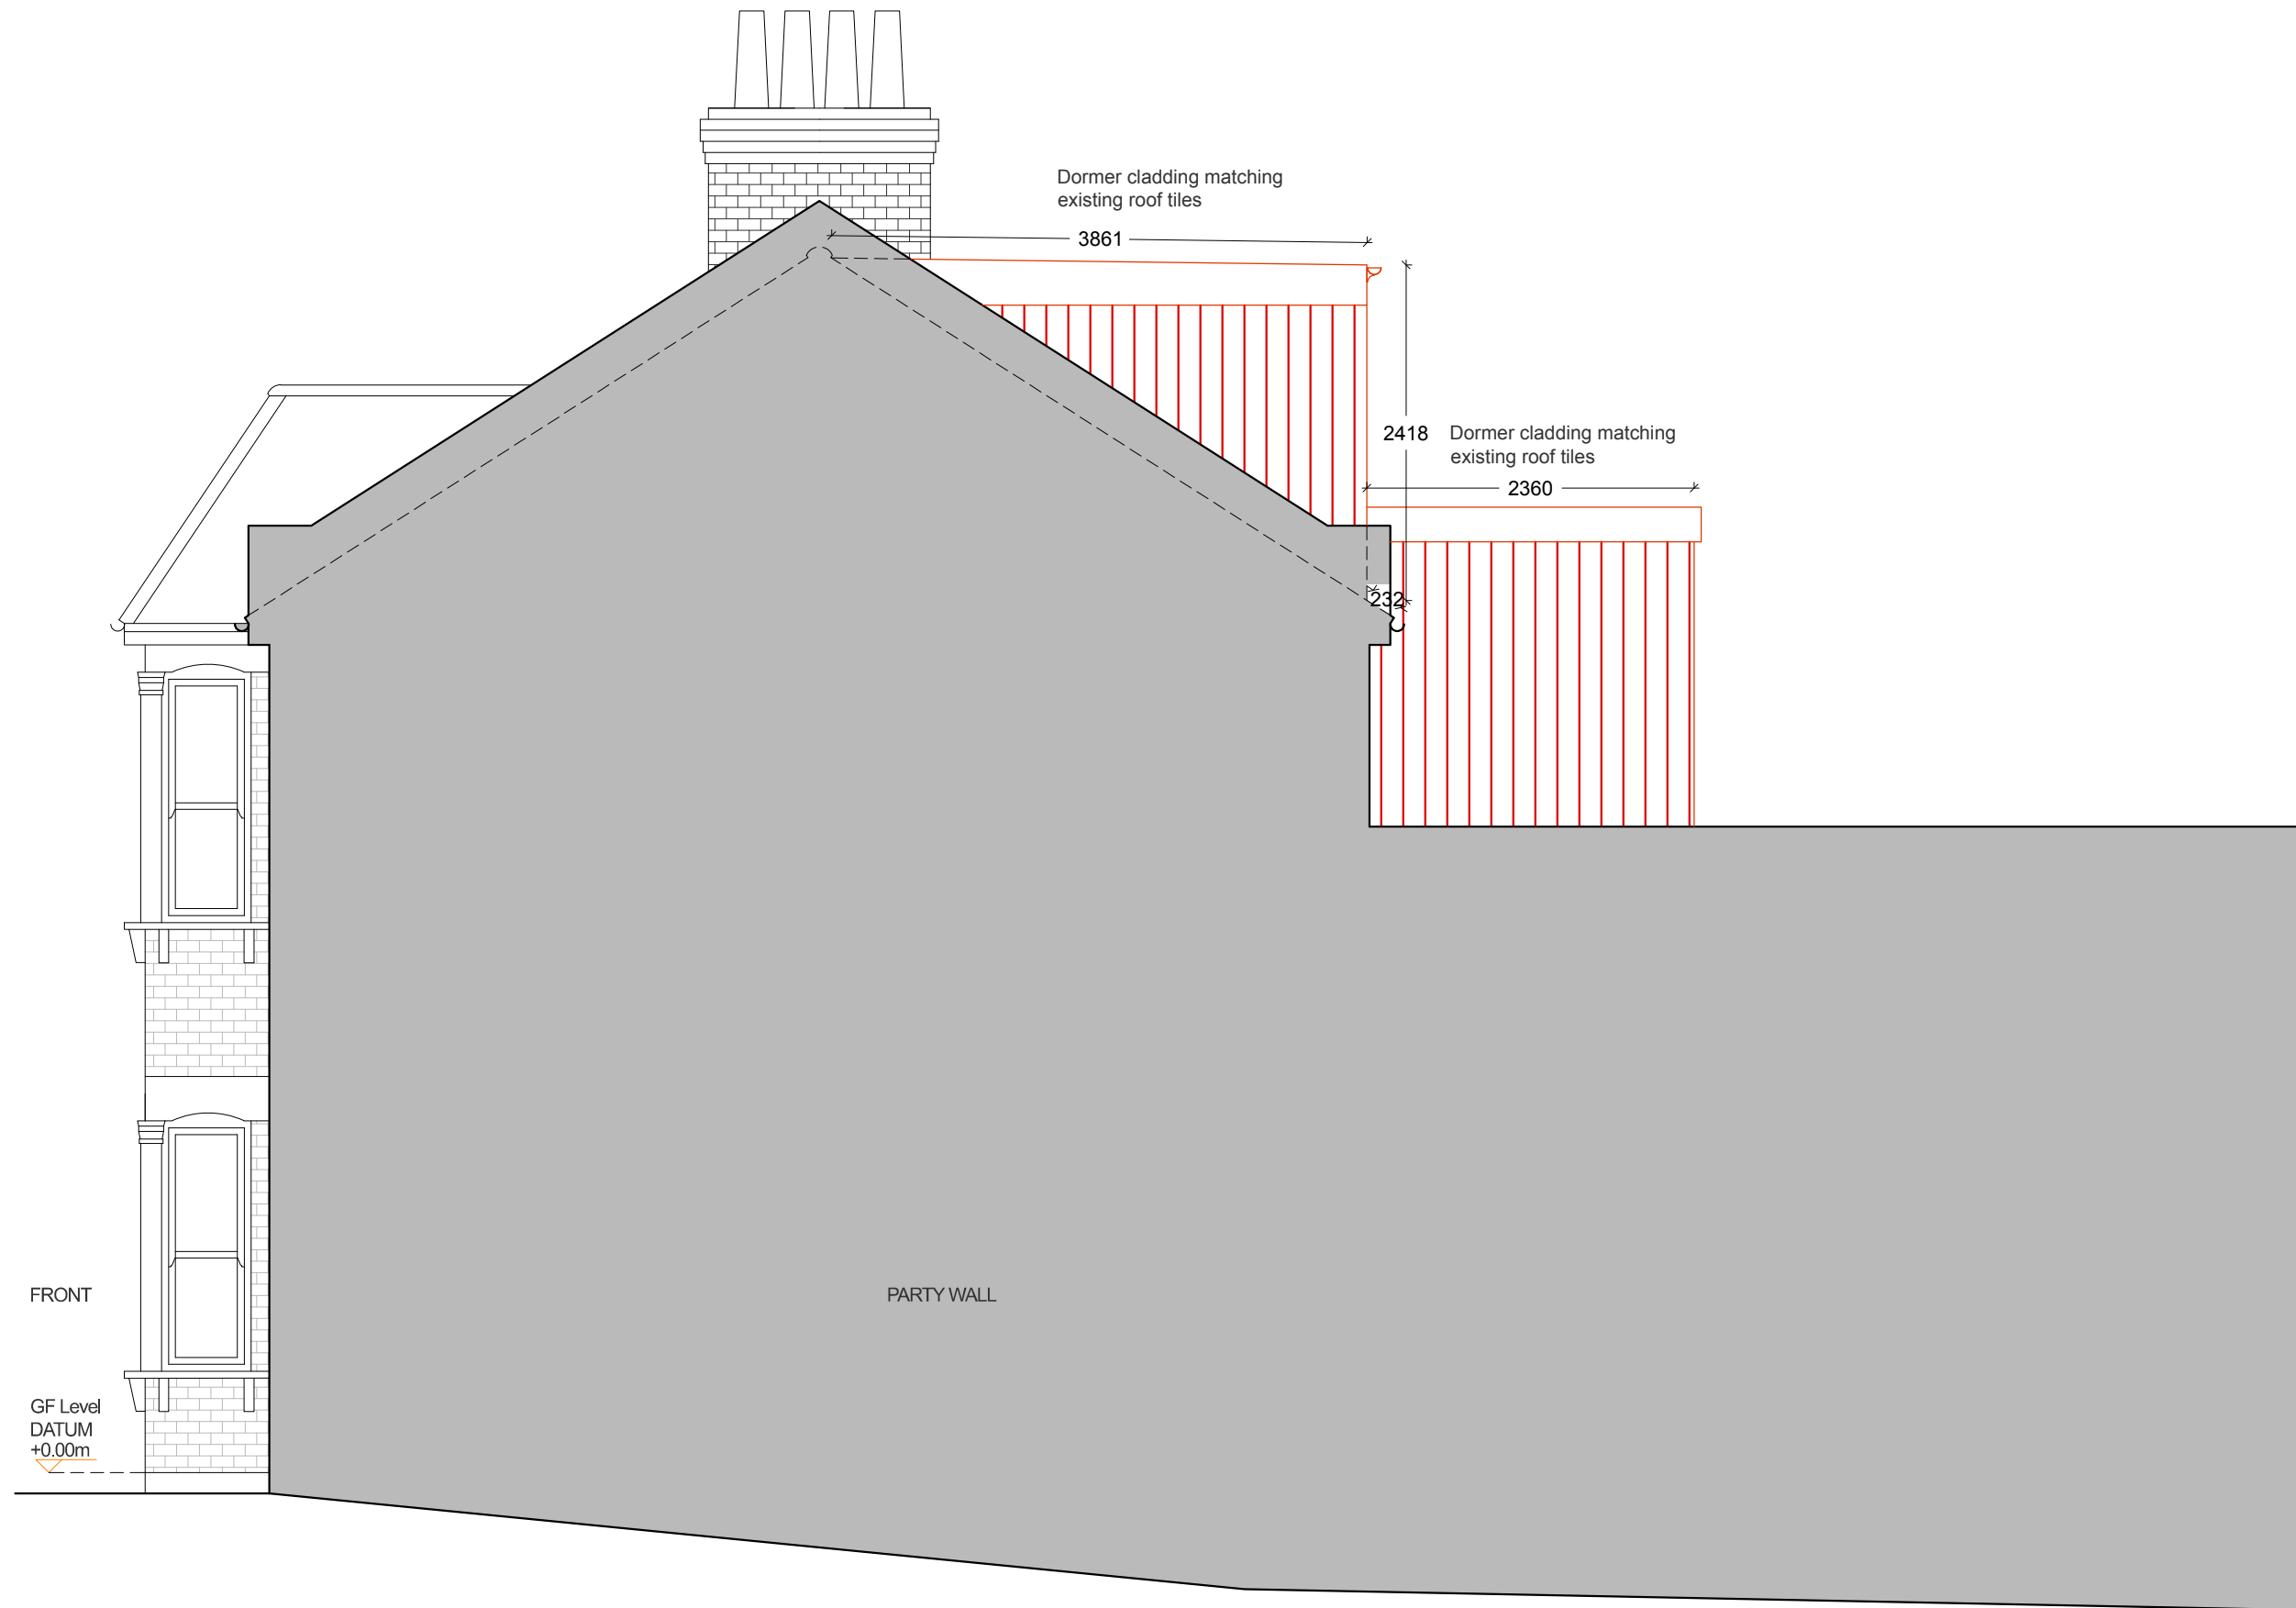 Dormer cladding matching
existing roof tiles
3861
2418
Dormer cladding matching
existing roof tiles
2360
232
FRONT
PARTY WALL
GF Level
DATUM
+0.00m